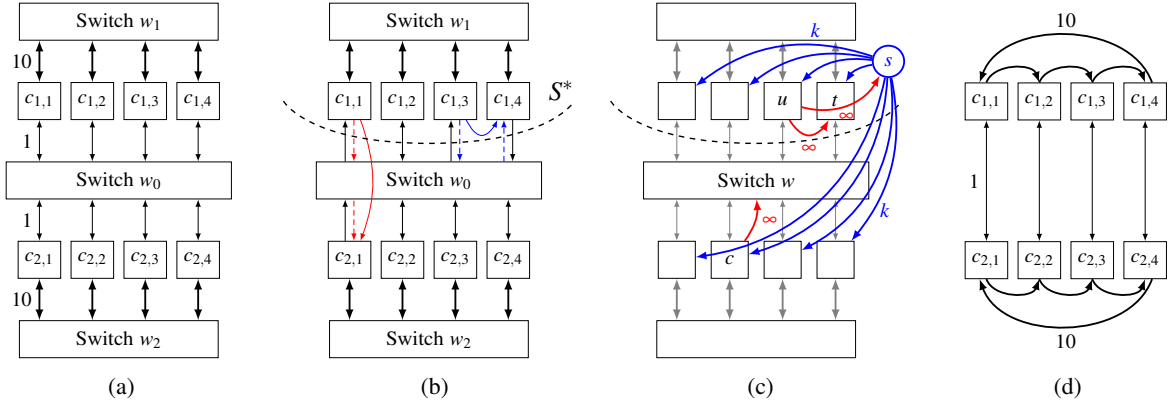 Switch w1
10
c1,1 c1,2 c1,3 c1,4
1
Switch w0
1
c2,1 c2,2 c2,3 c2,4
10
Switch w2
(a)
Switch w1
c1,1 c1,2 c1,3 c1,4
S*
Switch w0
c2,1 c2,2 c2,3 c2,4
Switch w2
(b)
k
s
u t
∞
∞
Switch w
∞
k
c
(c)
10
c1,1 c1,2 c1,3 c1,4
1
c2,1 c2,2 c2,3 c2,4
10
(d)